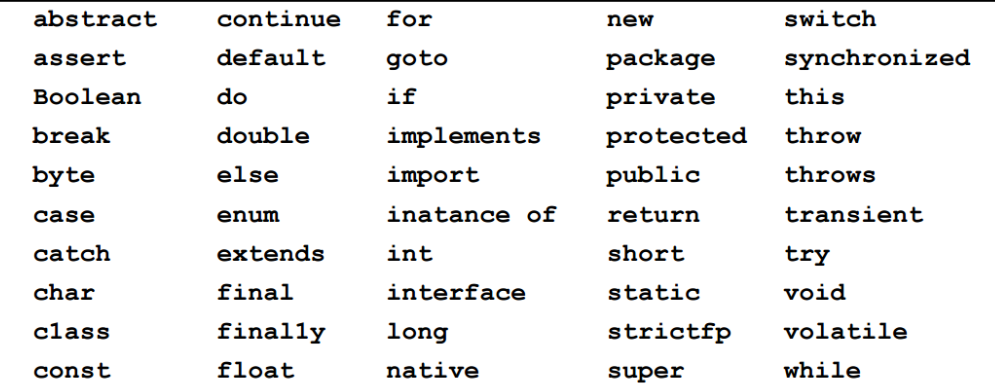 abstract continue for new switch
assert default goto package synchronized
Boolean do if private this
break double implements protected throw
byte else import public throws
case enum inatance of return transient
catch extends int short try
char final interface static void
c1ass final1y long strictfp volatile
const float native super while